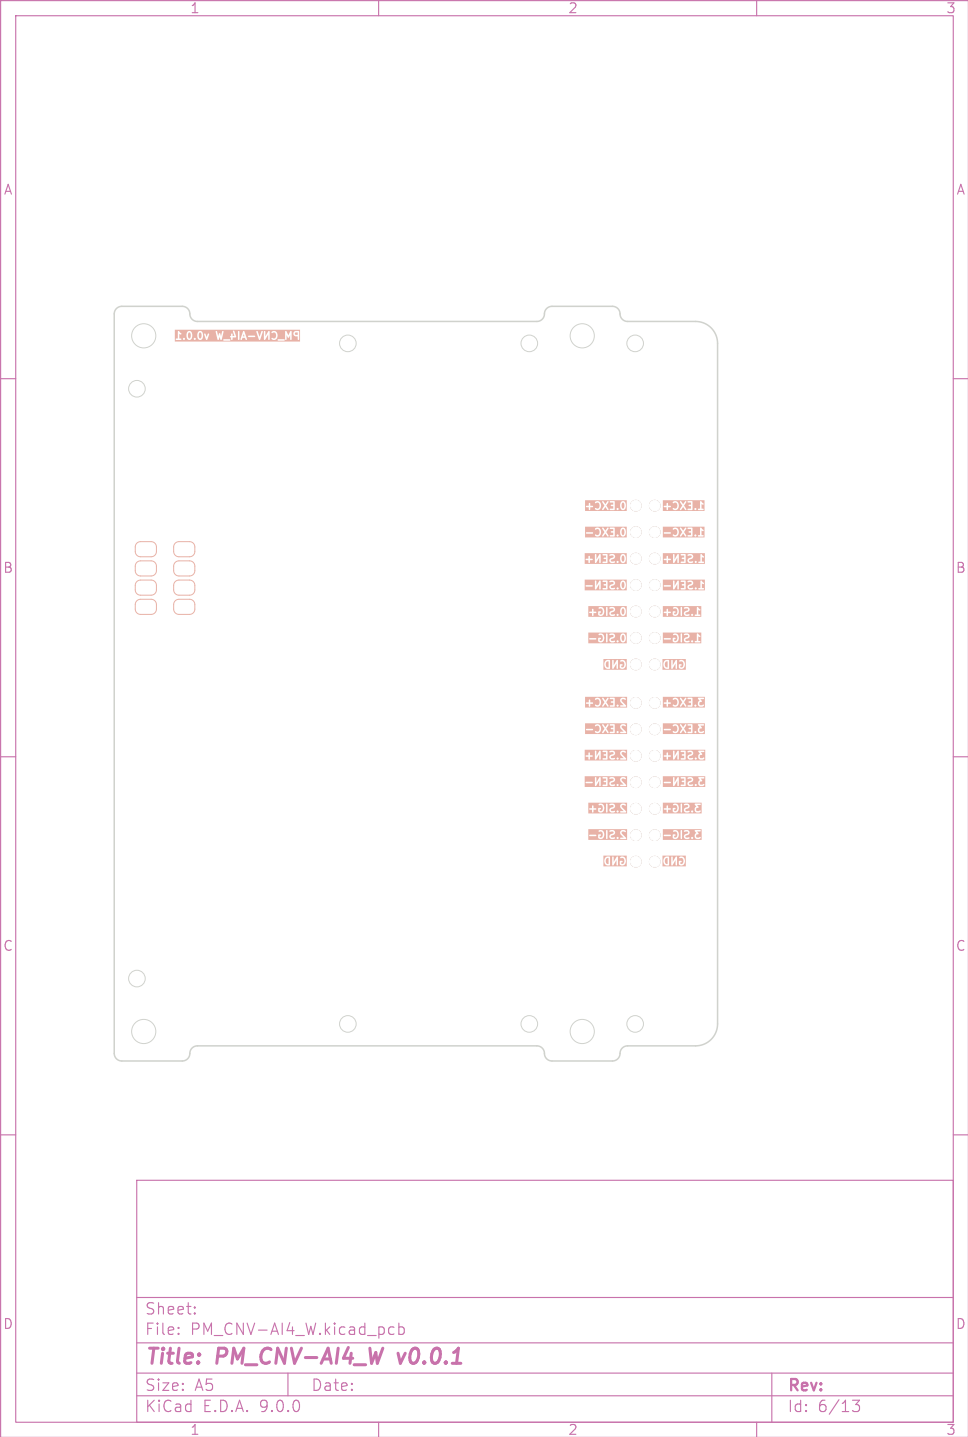 1 2 3
A A
PM_CNV-AI4_W v0.0.1
0.EXC+ 1.EXC+
0.EXC- 1.EXC-
0.SEN+ 1.SEN+
B B
0.SEN- 1.SEN-
0.SIG+ 1.SIG+
0.SIG- 1.SIG-
GND GND
2.EXC+ 3.EXC+
2.EXC- 3.EXC-
2.SEN+ 3.SEN+
2.SEN- 3.SEN-
2.SIG+ 3.SIG+
2.SIG- 3.SIG-
GND GND
C C
Sheet:
D D
File: PM_CNV-AI4_W.kicad_pcb
Title: PM_CNV-AI4_W v0.0.1
Size: A5 Date: Rev:
KiCad E.D.A. 9.0.0 Id: 6/13
1 2 3